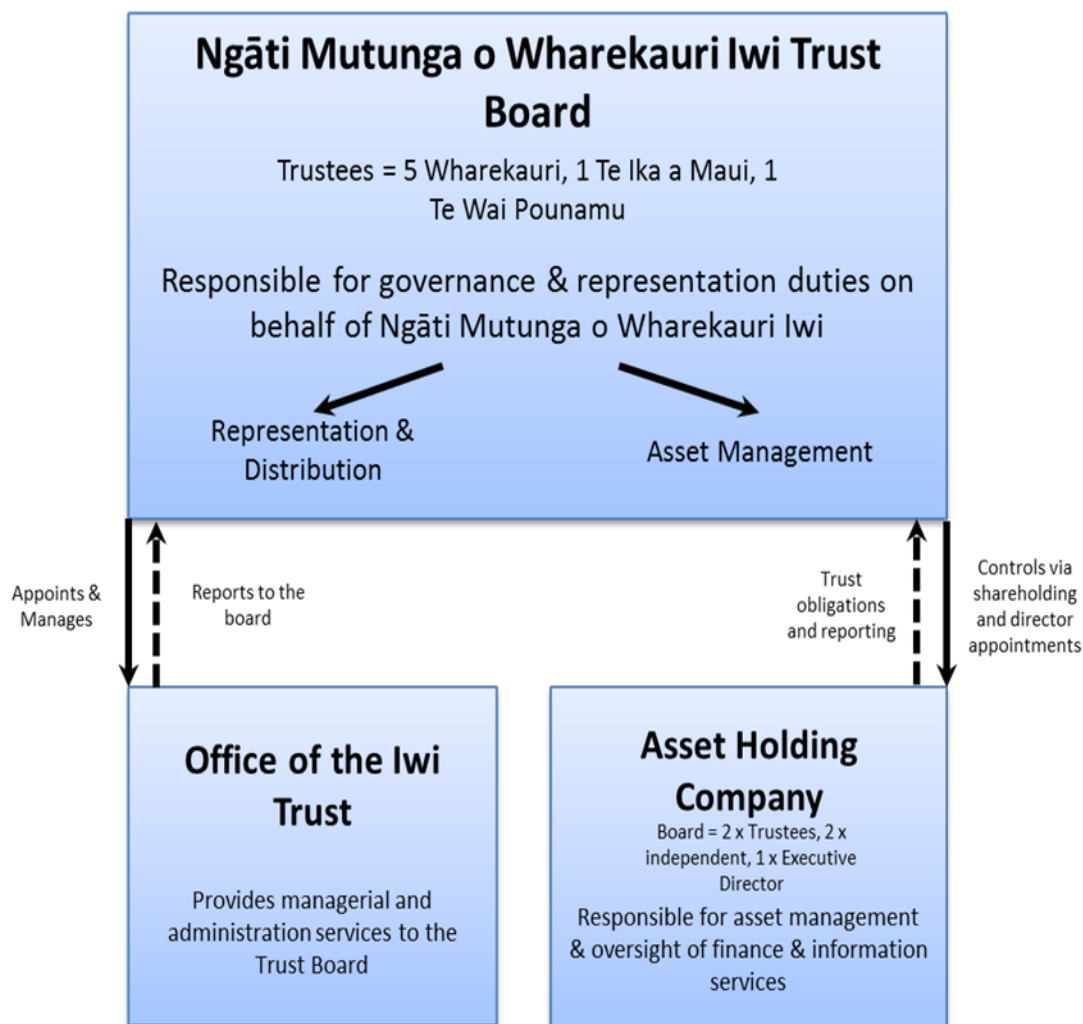 Ngāti Mutunga o Wharekauri Iwi Trust
Board
Trustees = 5 Wharekauri, 1 Te Ika a Maui, 1
Te Wai Pounamu
Responsible for governance & representation duties on
behalf of Ngāti Mutunga o Wharekauri Iwi
Representation &
Distribution
Asset Management
Appoints &
Manages
Reports to the
board
Trust
obligations
and reporting
Controls via
shareholding
and director
appointments
Office of the Iwi
Trust
Provides managerial and
administration services to the
Trust Board
Asset Holding
Company
Board = 2 x Trustees, 2 x
independent, 1 x Executive
Director
Responsible for asset management
& oversight of finance & information
services